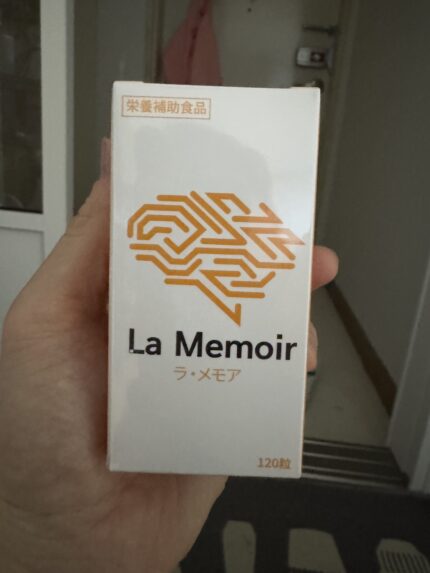 栄養補助食品
La Memoir
ラ・メモア
120粒